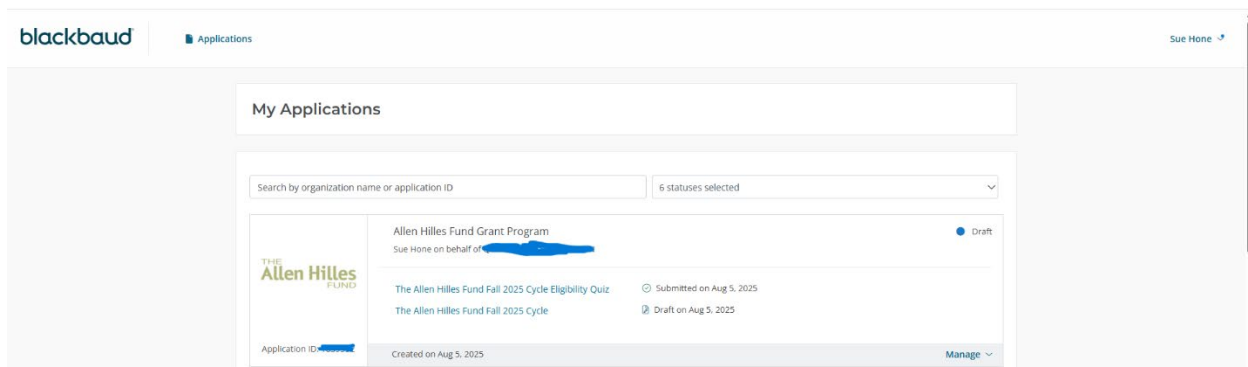 blackbaud
Applications
Sue Hone
My Applications
Search by organization name or application ID
6 statuses selected
THE
Allen Hilles
FUND
Allen Hilles Fund Grant Program
Draft
Sue Hone on behalf of
The Allen Hilles Fund Fall 2025 Cycle Eligibility Quiz
Submitted on Aug 5, 2025
The Allen Hilles Fund Fall 2025 Cycle
Draft on Aug 5, 2025
Application ID:
Created on Aug 5, 2025
Manage